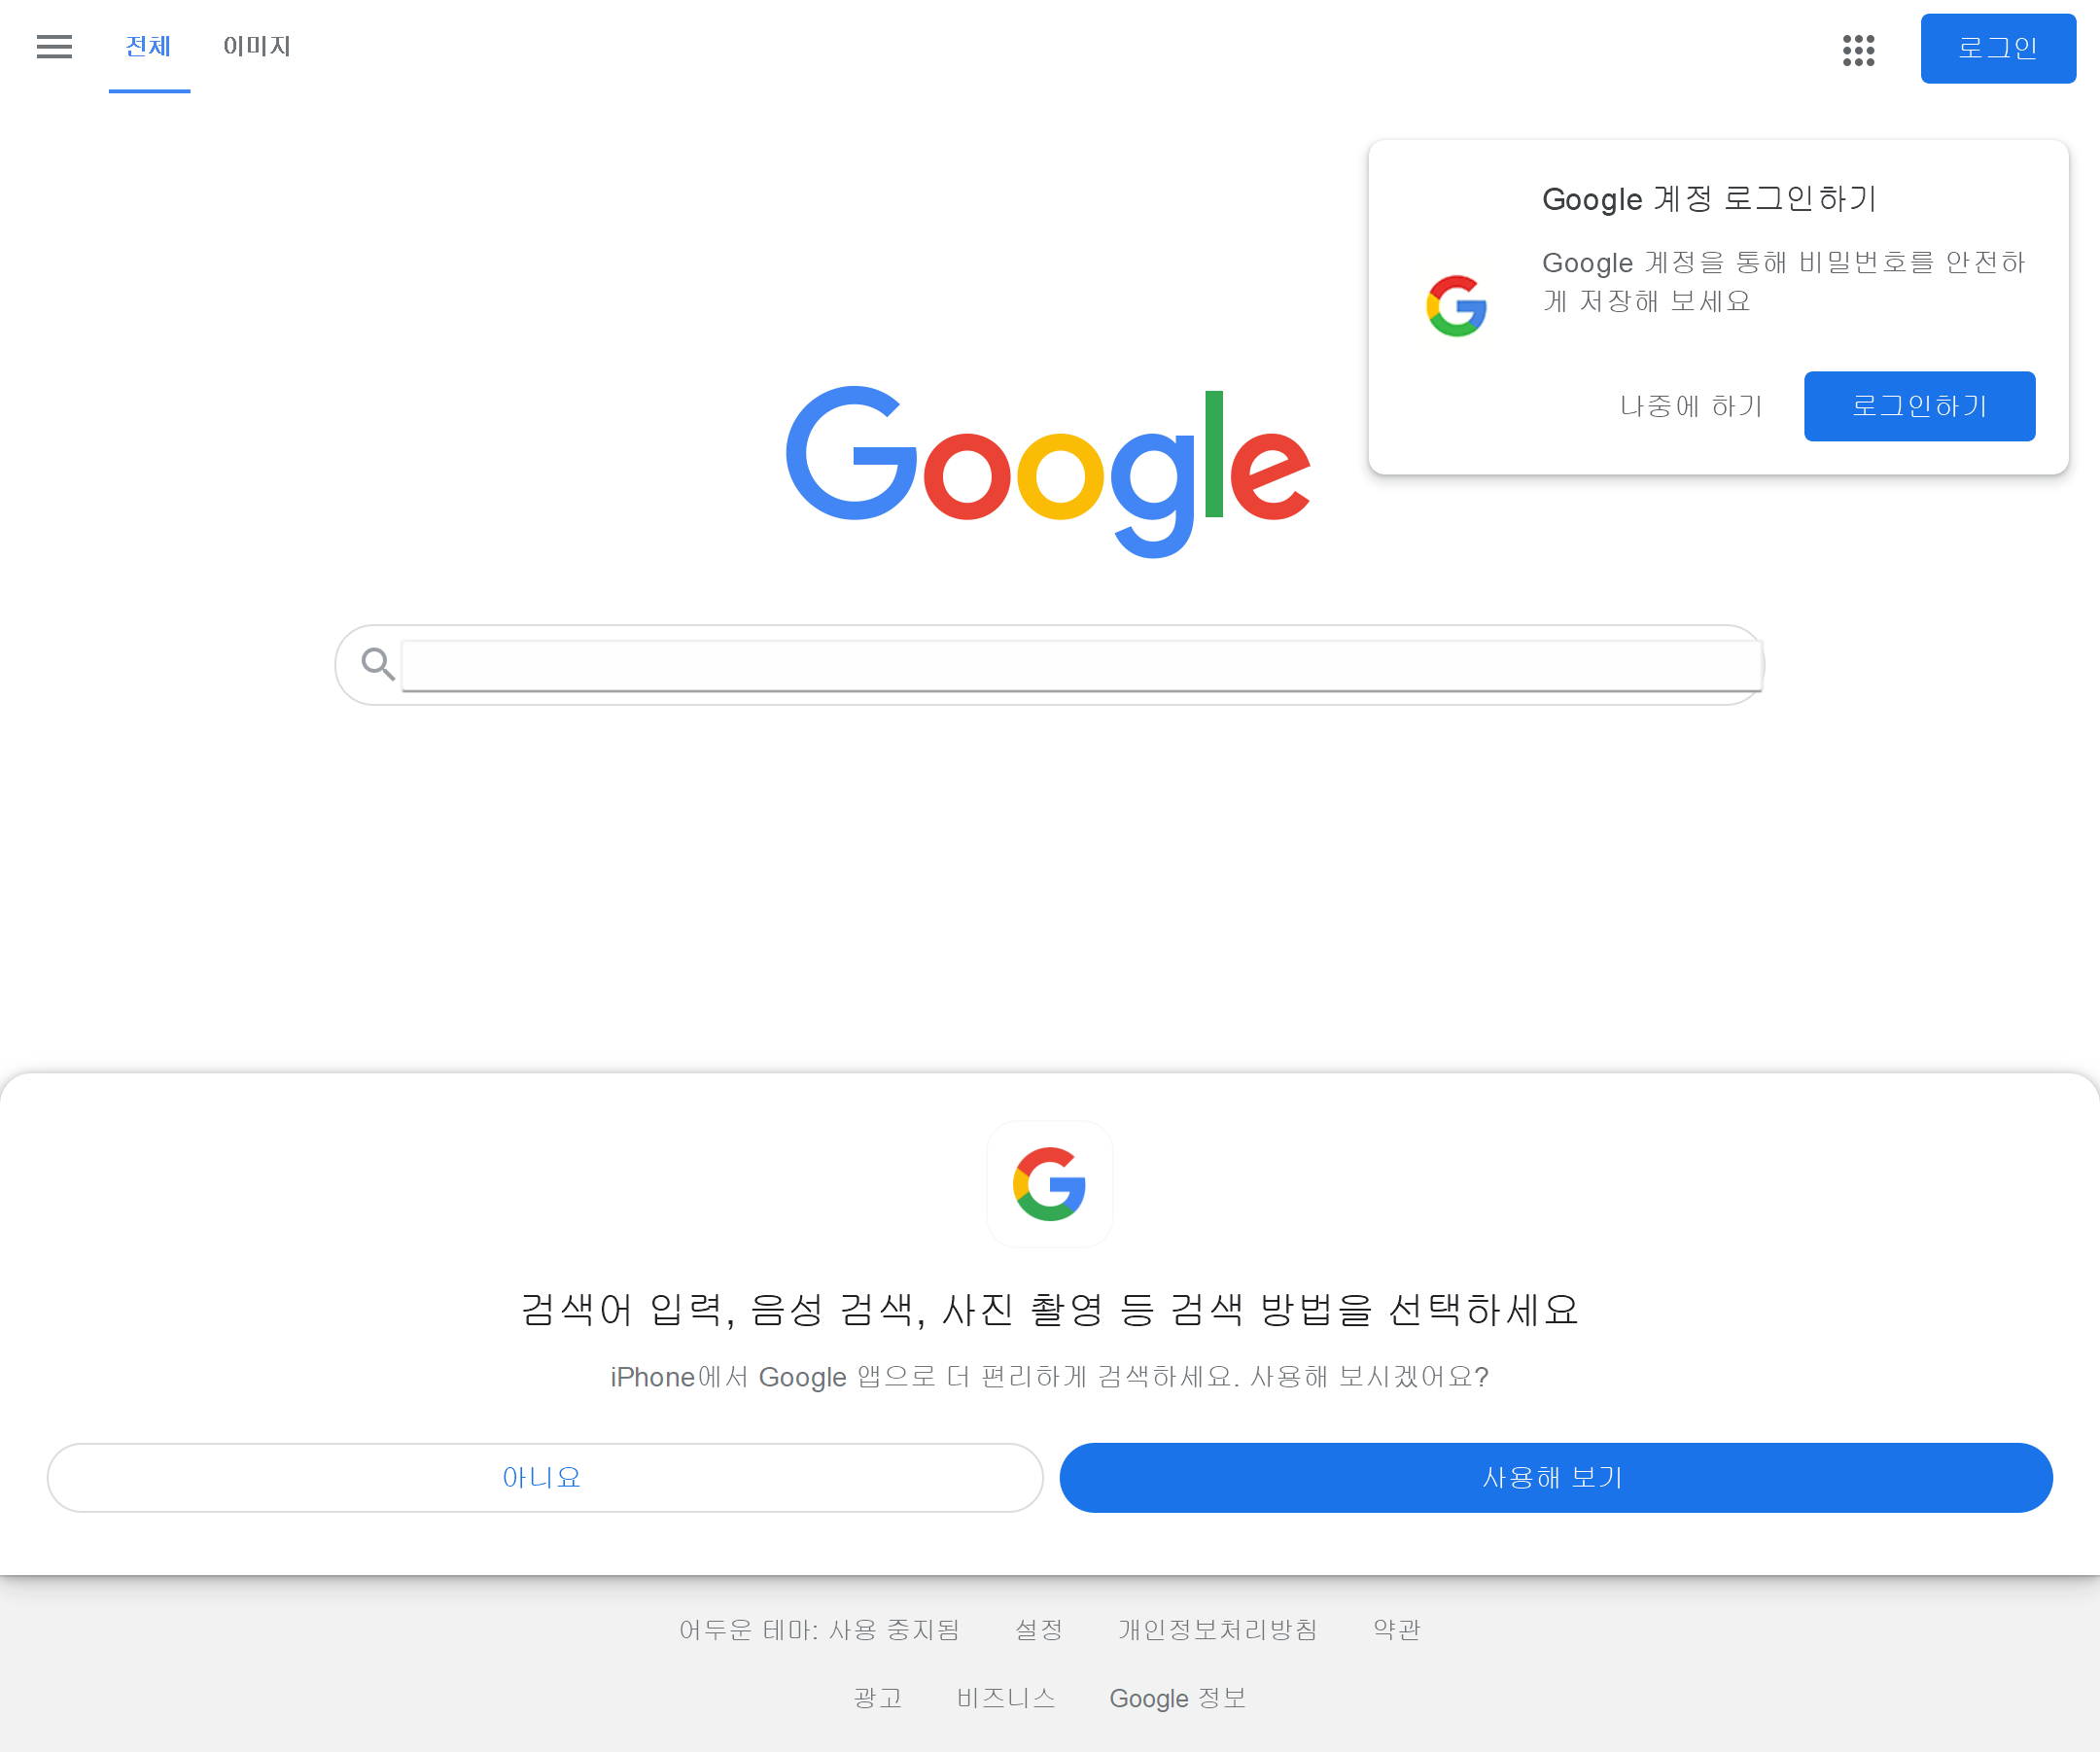 전체 이미지 로그인
Google 계정 로그인하기
Google 계정을 통해 비밀번호를 안전하
게 저장해 보세요
나중에 하기 로그인하기
Google
검색어 입력, 음성 검색, 사진 촬영 등 검색 방법을 선택하세요
iPhone에서 Google 앱으로 더 편리하게 검색하세요. 사용해 보시겠어요?
아니요 사용해 보기
어두운 테마: 사용 중지됨 설정 개인정보처리방침 약관
광고 비즈니스 Google 정보